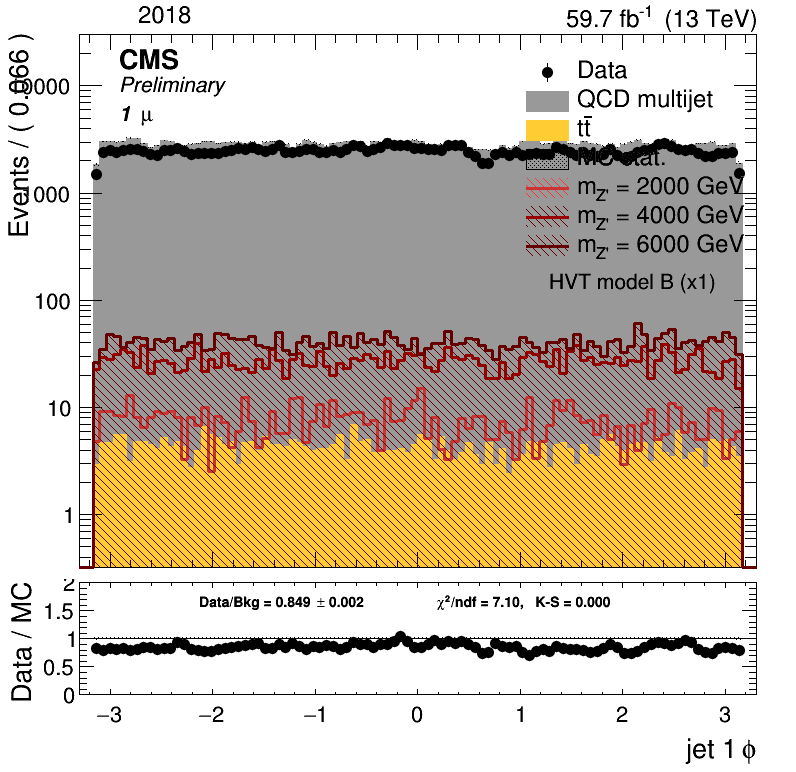 2018
59.7 fb⁻¹ (13 TeV)
CMS
Preliminary
1 μ
Events / ( 0.066 )
Data
QCD multijet
tt̄
MC stat.
m_Z' = 2000 GeV
m_Z' = 4000 GeV
m_Z' = 6000 GeV
HVT model B (x1)
10000
1000
100
10
1
Data / MC
Data/Bkg = 0.849 ± 0.002
χ²/ndf = 7.10, K-S = 0.000
2
1.5
1
0.5
0
−3 −2 −1 0 1 2 3
jet 1 ϕ